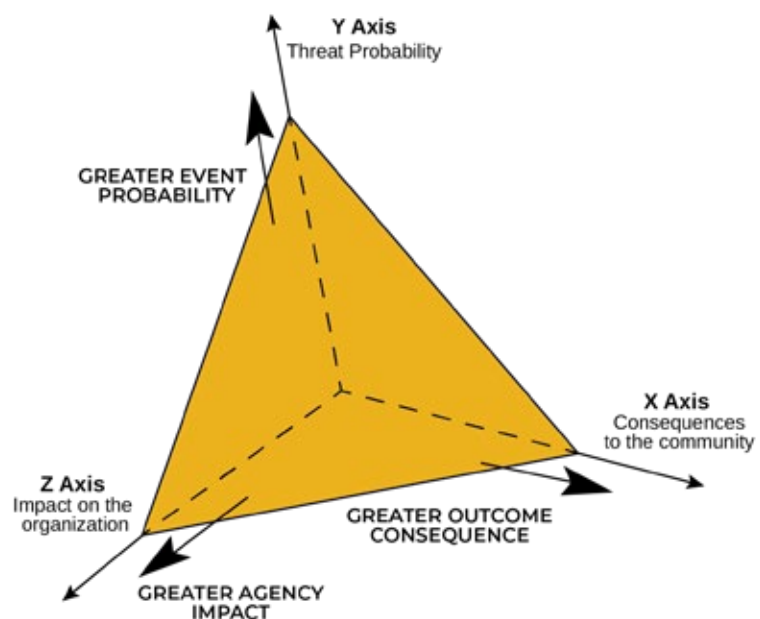 Y Axis
Threat Probability
GREATER EVENT
PROBABILITY
X Axis
Consequences
to the community
Z Axis
Impact on the
organization
GREATER OUTCOME
CONSEQUENCE
GREATER AGENCY
IMPACT